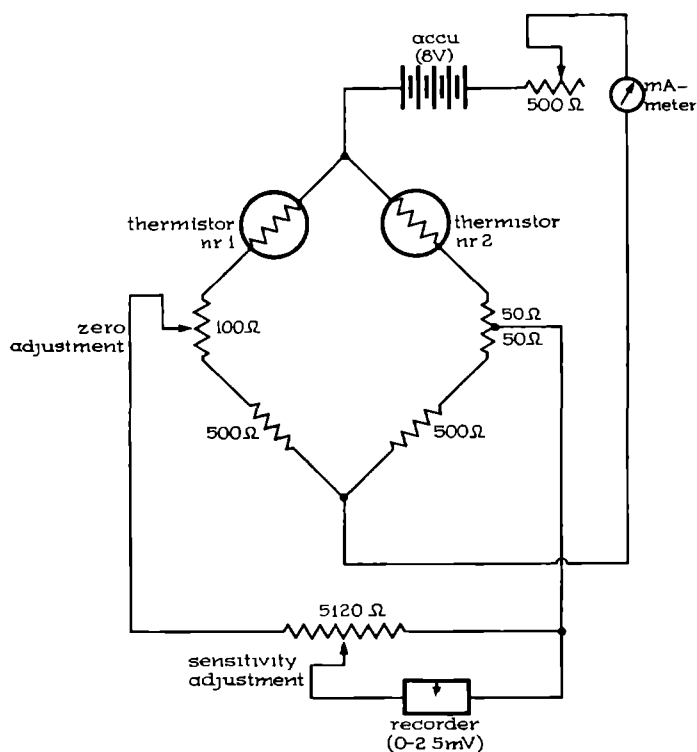 accu
(8V)
500 Ω
mA-
meter
thermistor
nr 1
thermistor
nr 2
zero
adjustment
100Ω
50Ω
50Ω
500Ω
500Ω
5120 Ω
sensitivity
adjustment
recorder
(0-2 5mV)